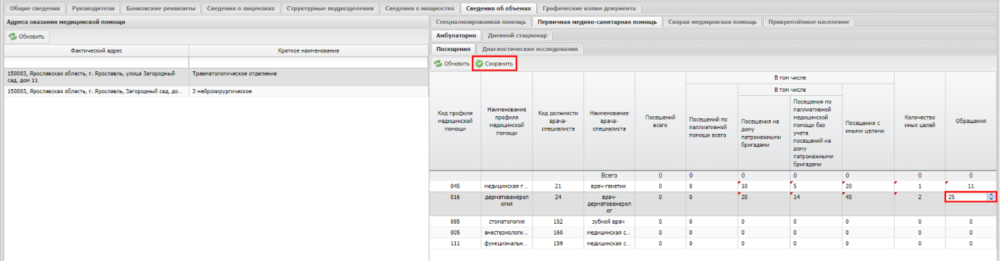 Общие сведения Руководители Банковские реквизиты Сведения о лицензиях Структурные подразделения Сведения о мощностях Сведения об объемах Графические копии документа
Адреса оказания медицинской помощи
Обновить
Фактический адрес Краткое наименование
150003, Ярославская область, г. Ярославль, улица Загородный сад, дом 11 Травматологическое отделение
150003, Ярославская область, г. Ярославль, Загородный сад, до... 3 нейрохирургическое
Специализированная помощь Первичная медико-санитарная помощь Скорая медицинская помощь Прикреплённое население
Амбулаторно Дневной стационар
Посещения Диагностические исследования
Обновить Сохранить
Код профиля
медицинской
помощи
Наименование
профиля
медицинской
помощи
Код должности
врача-
специалиста
Наименование
врача-
специалиста
Посещений
всего
В том числе
Посещений по
паллиативной
помощи всего
В том числе
Посещения на
дому
патронажными
бригадами
Посещения по
паллиативной
медицинской
помощи без
учета
посещений на
дому
патронажными
бригадами
Посещения с
иными целями
Количество
иных целей
Обращения
Всего 0 0 0 0 0 0 0
045 медицинская г... 21 врач-генетик 0 0 10 5 20 1 11
016 дерматовенерол
огия 24 врач-
дерматовенерол
ог 0 0 20 14 45 2 25
085 стоматология 152 зубной врач 0 0 0 0 0 0 0
005 анестезиологи... 160 медицинская с... 0 0 0 0 0 0 0
111 функциональн... 159 медицинская с... 0 0 0 0 0 0 0